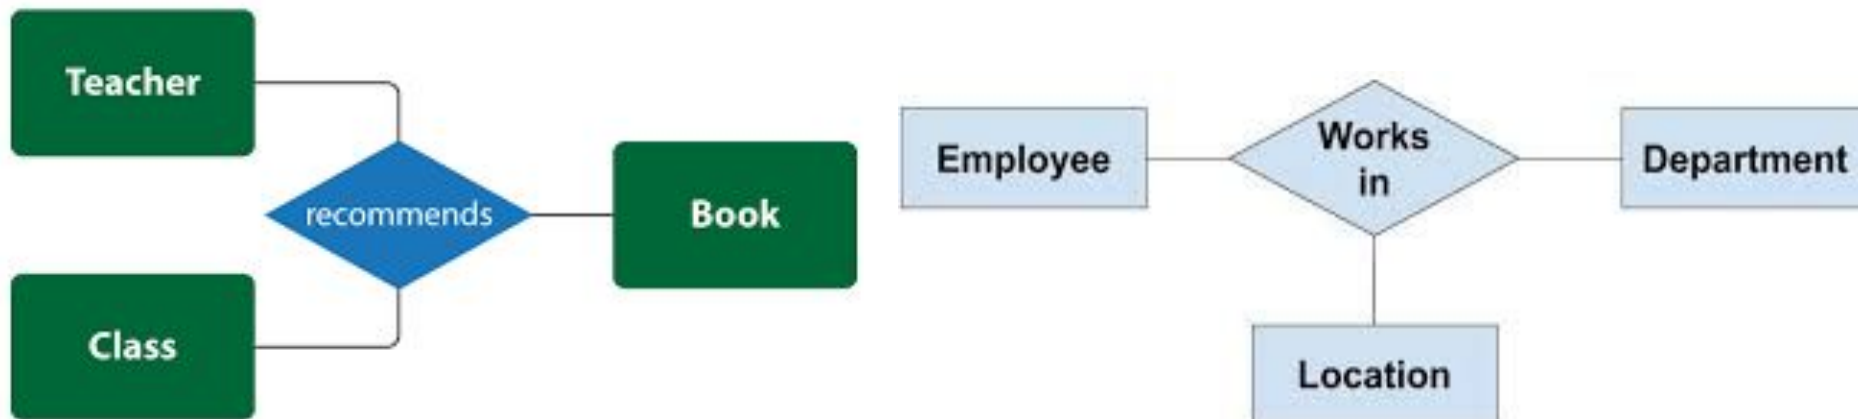 Teacher
recommends
Book
Class
Employee
Works
in
Department
Location